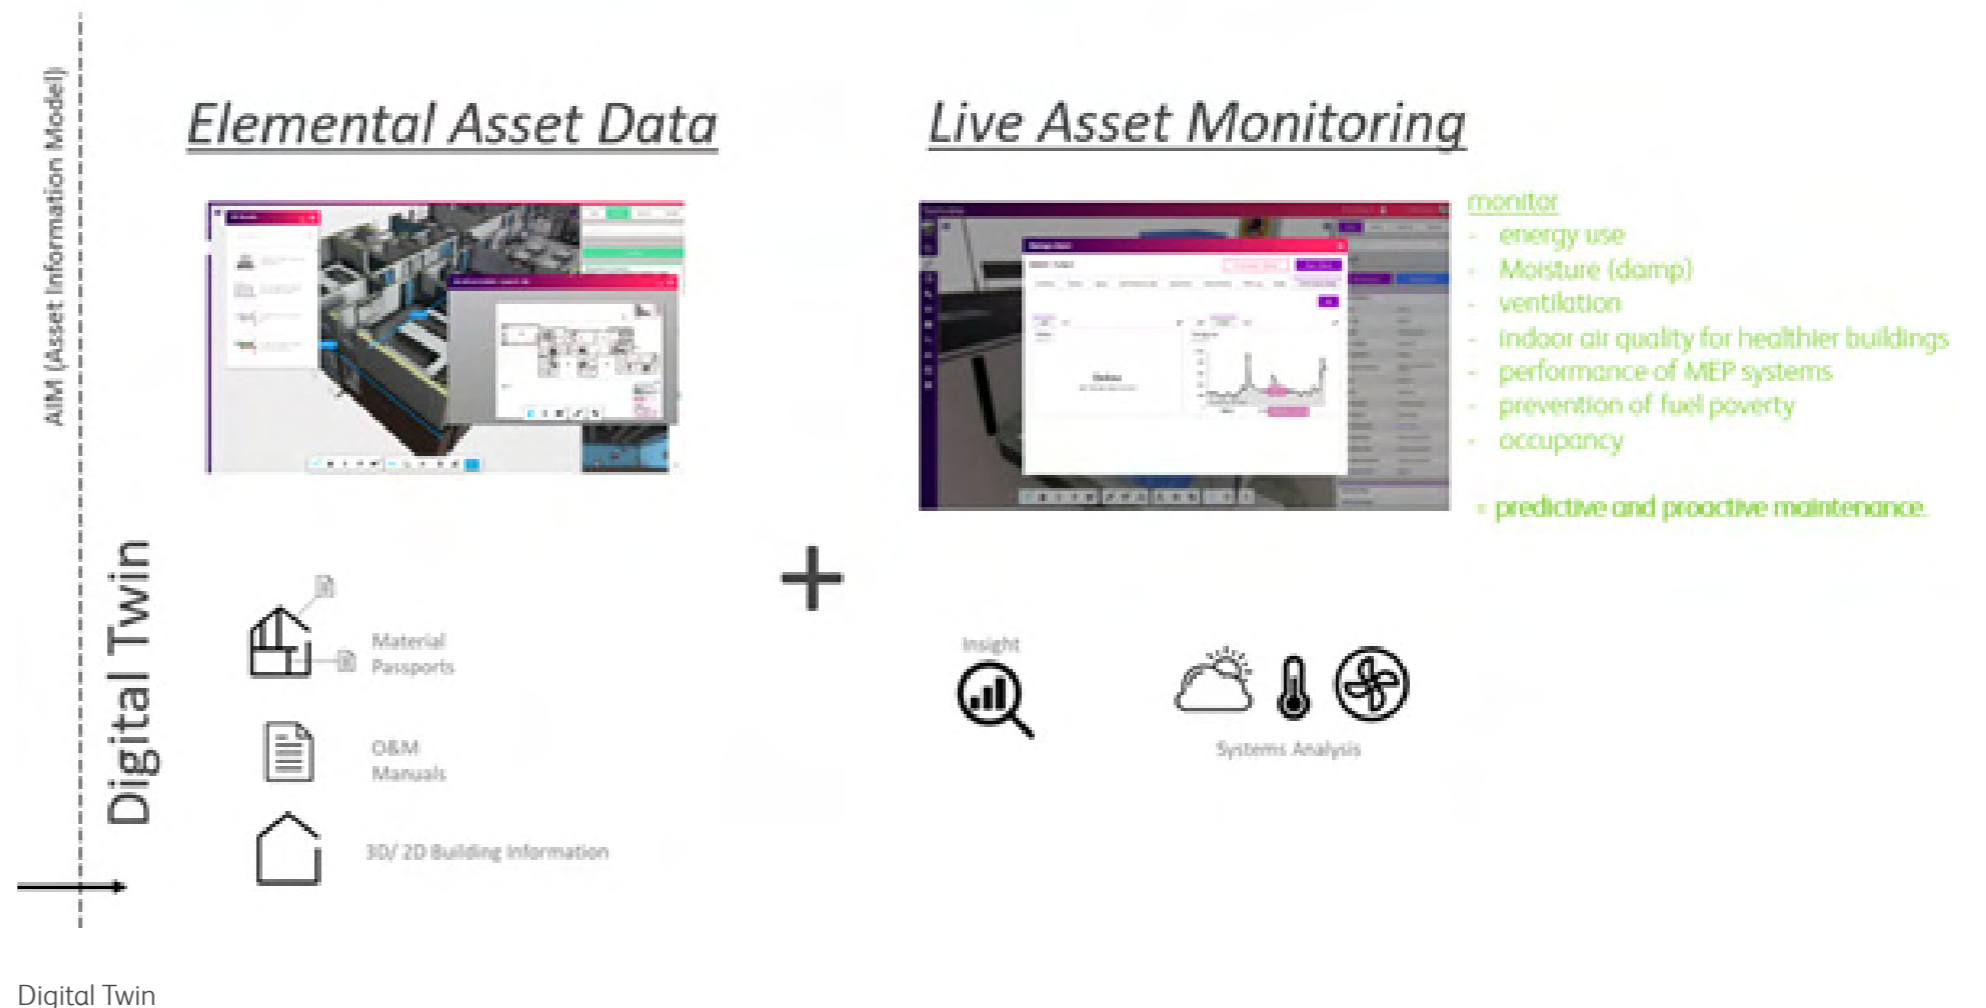 AIM (Asset Information Model)
Digital Twin
Elemental Asset Data
Material
Passports
O&M
Manuals
3D/ 2D Building Information
+
Live Asset Monitoring
monitor
- energy use
- Moisture (damp)
- ventilation
- indoor air quality for healthier buildings
- performance of MEP systems
- prevention of fuel poverty
- occupancy
= predictive and proactive maintenance.
Insight
Systems Analysis
Digital Twin